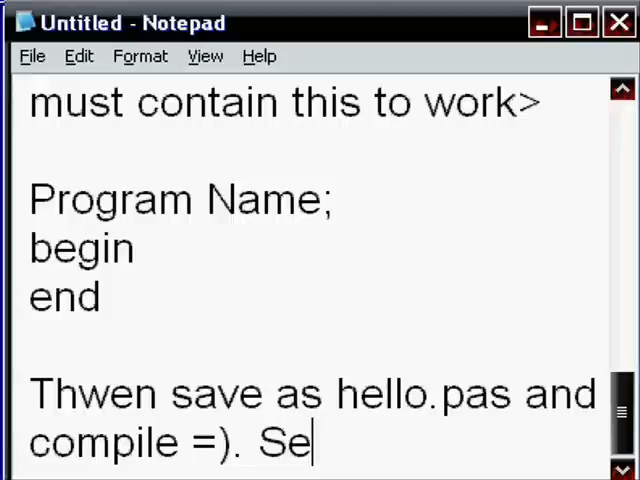 Untitled - Notepad
File Edit Format View Help
must contain this to work>
Program Name;
begin
end
Thwen save as hello.pas and
compile =). Se